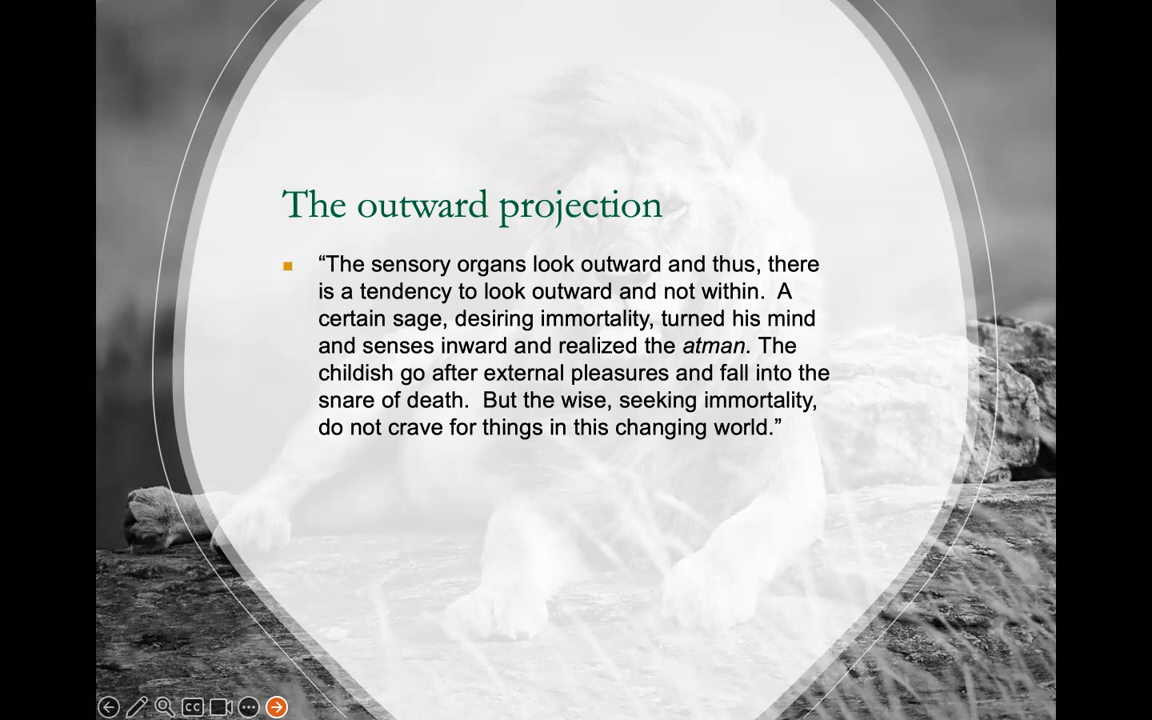 The outward projection
“The sensory organs look outward and thus, there
is a tendency to look outward and not within.  A
certain sage, desiring immortality, turned his mind
and senses inward and realized the atman. The
childish go after external pleasures and fall into the
snare of death.  But the wise, seeking immortality,
do not crave for things in this changing world.”
CC